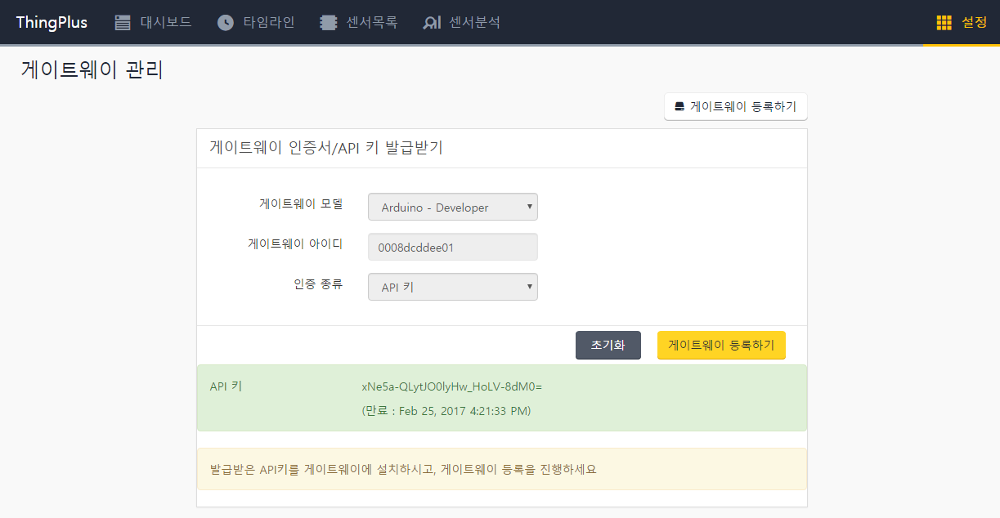 ThingPlus 대시보드 타임라인 센서목록 센서분석 설정
게이트웨이 관리
게이트웨이 등록하기
게이트웨이 인증서/API 키 발급받기
게이트웨이 모델 Arduino - Developer
게이트웨이 아이디 0008dcddee01
인증 종류 API 키
초기화 게이트웨이 등록하기
API 키 xNe5a-QLytJO0lyHw_HoLV-8dM0=
(만료 : Feb 25, 2017 4:21:33 PM)
발급받은 API키를 게이트웨이에 설치하시고, 게이트웨이 등록을 진행하세요